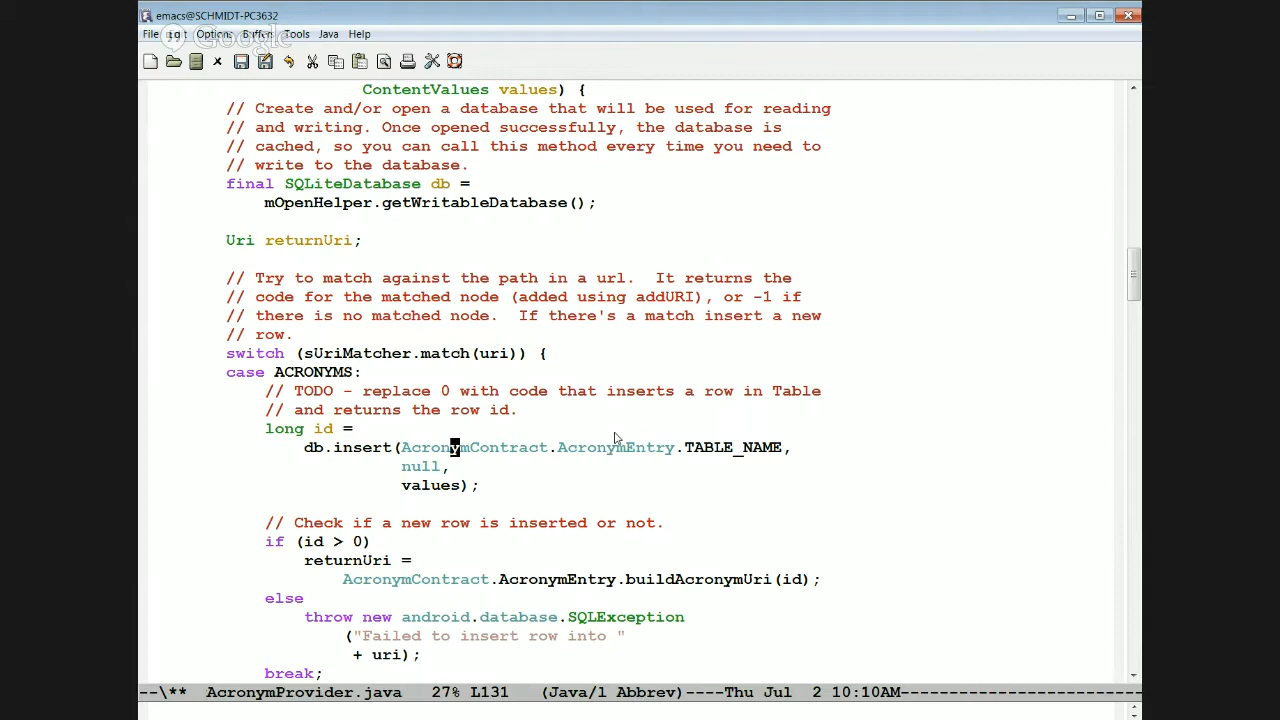 emacs@SCHMIDT-PC3632
File Edit Options Buffers Tools Java Help
Google
ContentValues values) {
// Create and/or open a database that will be used for reading
// and writing. Once opened successfully, the database is
// cached, so you can call this method every time you need to
// write to the database.
final SQLiteDatabase db =
mOpenHelper.getWritableDatabase();
Uri returnUri;
// Try to match against the path in a url.  It returns the
// code for the matched node (added using addURI), or -1 if
// there is no matched node.  If there's a match insert a new
// row.
switch (sUriMatcher.match(uri)) {
case ACRONYMS:
// TODO - replace 0 with code that inserts a row in Table
// and returns the row id.
long id =
db.insert(AcronymContract.AcronymEntry.TABLE_NAME,
null,
values);
// Check if a new row is inserted or not.
if (id > 0)
returnUri =
AcronymContract.AcronymEntry.buildAcronymUri(id);
else
throw new android.database.SQLException
("Failed to insert row into "
+ uri);
break;
--\** AcronymProvider.java 27% L131 (Java/l Abbrev)----Thu Jul 2 10:10AM-------------------------